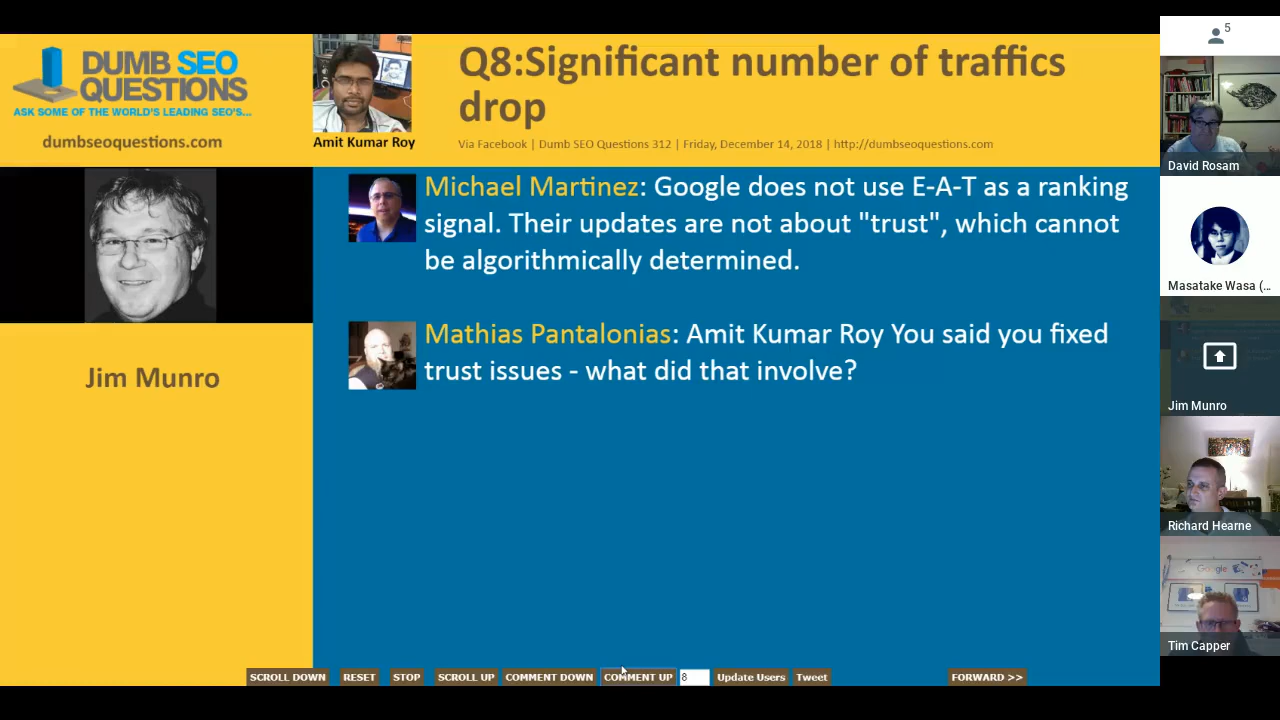 DUMB SEO
QUESTIONS
ASK SOME OF THE WORLD'S LEADING SEO'S...
dumbseoquestions.com
Amit Kumar Roy
Q8:Significant number of traffics
drop
Via Facebook | Dumb SEO Questions 312 | Friday, December 14, 2018 | http://dumbseoquestions.com
Jim Munro
Michael Martinez: Google does not use E-A-T as a ranking
signal. Their updates are not about "trust", which cannot
be algorithmically determined.
Mathias Pantalonias: Amit Kumar Roy You said you fixed
trust issues - what did that involve?
SCROLL DOWN RESET STOP SCROLL UP COMMENT DOWN COMMENT UP 8 Update Users Tweet FORWARD >>
5
David Rosam
Masatake Wasa (...
Jim Munro
Richard Hearne
Google
Tim Capper